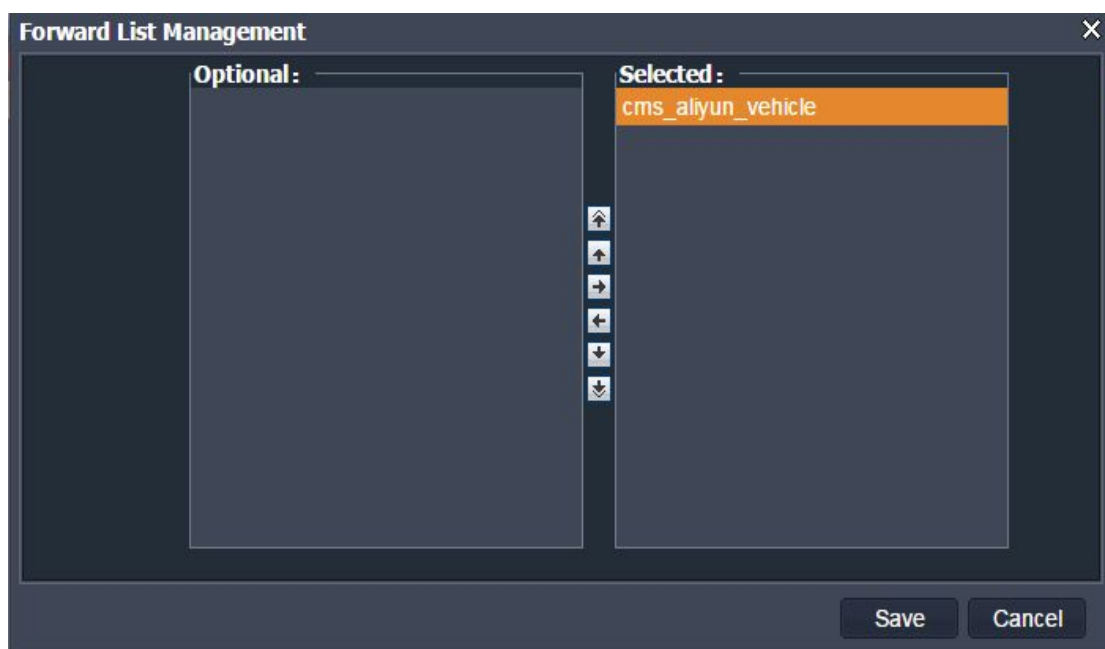 Forward List Management
Optional:
Selected:
cms_aliyun_vehicle
Save
Cancel